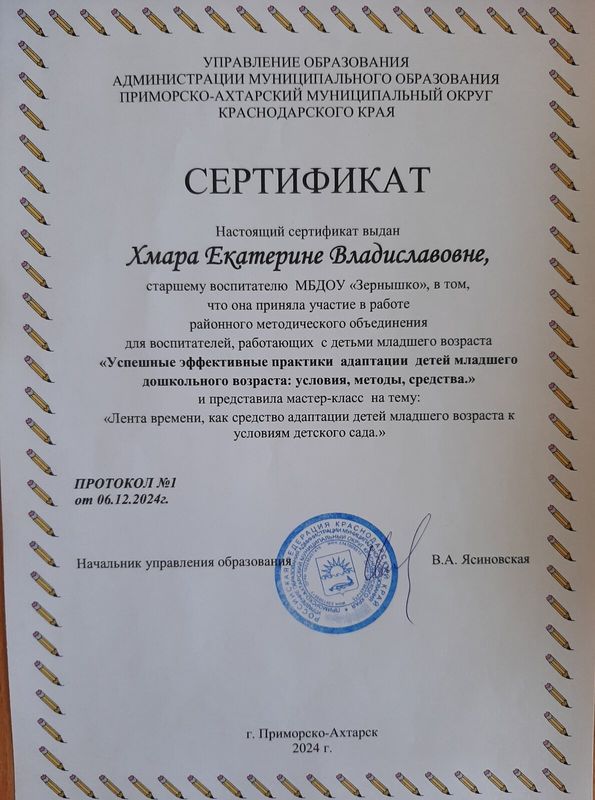 УПРАВЛЕНИЕ ОБРАЗОВАНИЯ
АДМИНИСТРАЦИИ МУНИЦИПАЛЬНОГО ОБРАЗОВАНИЯ
ПРИМОРСКО-АХТАРСКИЙ МУНИЦИПАЛЬНЫЙ ОКРУГ
КРАСНОДАРСКОГО КРАЯ
СЕРТИФИКАТ
Настоящий сертификат выдан
Хмара Екатерине Владиславовне,
старшему воспитателю МБДОУ «Зернышко», в том,
что она приняла участие в работе
районного методического объединения
для воспитателей, работающих с детьми младшего возраста
«Успешные эффективные практики адаптации детей младшего
дошкольного возраста: условия, методы, средства.»
и представила мастер-класс на тему:
«Лента времени, как средство адаптации детей младшего возраста к
условиям детского сада.»
ПРОТОКОЛ №1
от 06.12.2024г.
Начальник управления образования
В.А. Ясиновская
РОССИЙСКАЯ ФЕДЕРАЦИЯ КРАСНОДАРСКИЙ КРАЙ
г. Приморско-Ахтарск
2024 г.